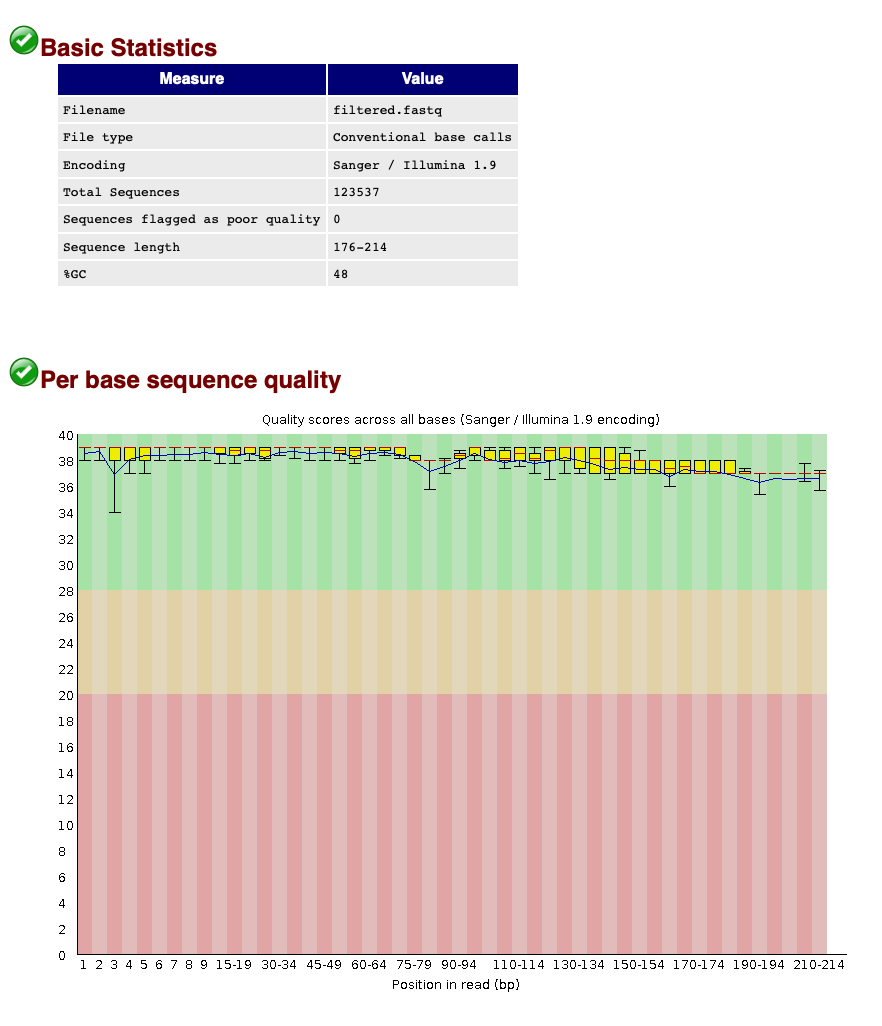 Basic Statistics
Measure Value
Filename filtered.fastq
File type Conventional base calls
Encoding Sanger / Illumina 1.9
Total Sequences 123537
Sequences flagged as poor quality 0
Sequence length 176-214
%GC 48
Per base sequence quality
Quality scores across all bases (Sanger / Illumina 1.9 encoding)
40
38
36
34
32
30
28
26
24
22
20
18
16
14
12
10
8
6
4
2
0
1 2 3 4 5 6 7 8 9 15-19 30-34 45-49 60-64 75-79 90-94 110-114 130-134 150-154 170-174 190-194 210-214
Position in read (bp)